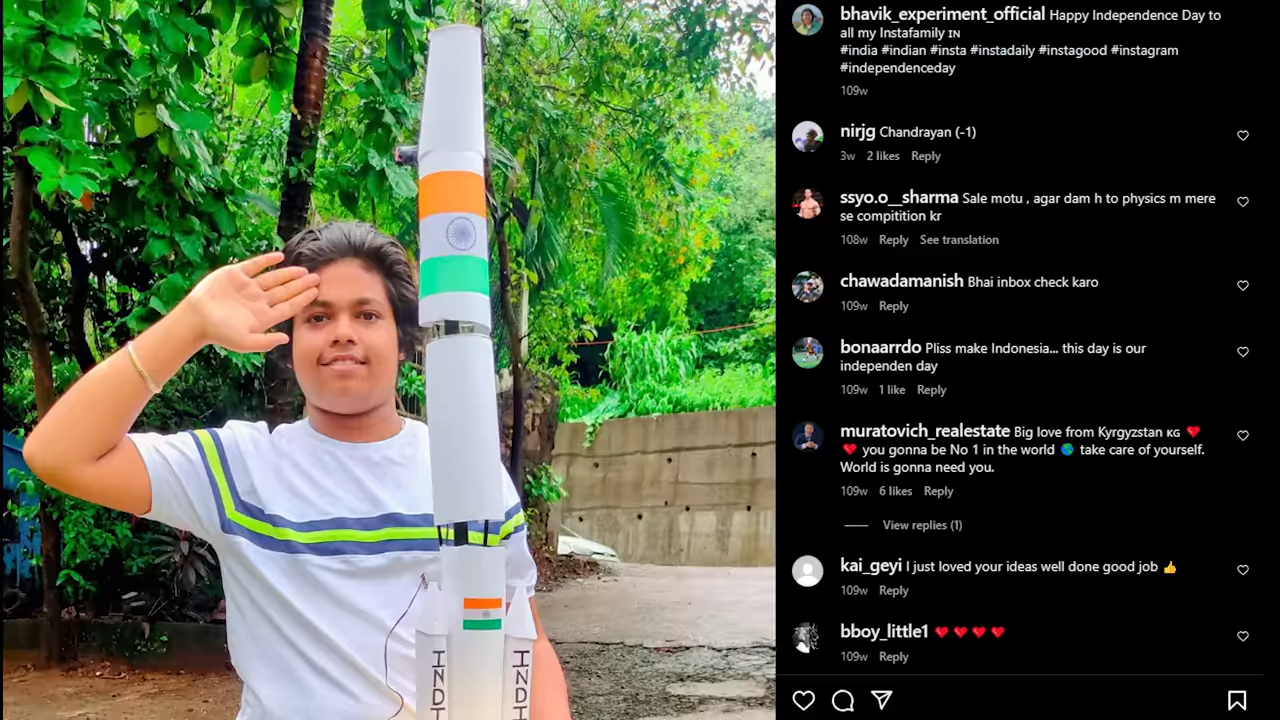 bhavik_experiment_official Happy Independence Day to
all my Instafamily IN
#india #indian #insta #instadaily #instagood #instagram
#independenceday
109w
nirjg Chandrayan (-1)
3w 2 likes Reply
ssyo.o__sharma Sale motu , agar dam h to physics m mere
se compitition kr
108w Reply See translation
chawadamanish Bhai inbox check karo
109w Reply
bonaarrdo Pliss make Indonesia... this day is our
independen day
109w 1 like Reply
muratovich_realestate Big love from Kyrgyzstan KG ❤️
❤️ you gonna be No 1 in the world 🌏 take care of yourself.
World is gonna need you.
109w 6 likes Reply
View replies (1)
kai_geyi I just loved your ideas well done good job 👍
109w Reply
bboy_little1 ❤️❤️❤️❤️
109w Reply
INDI
INDI